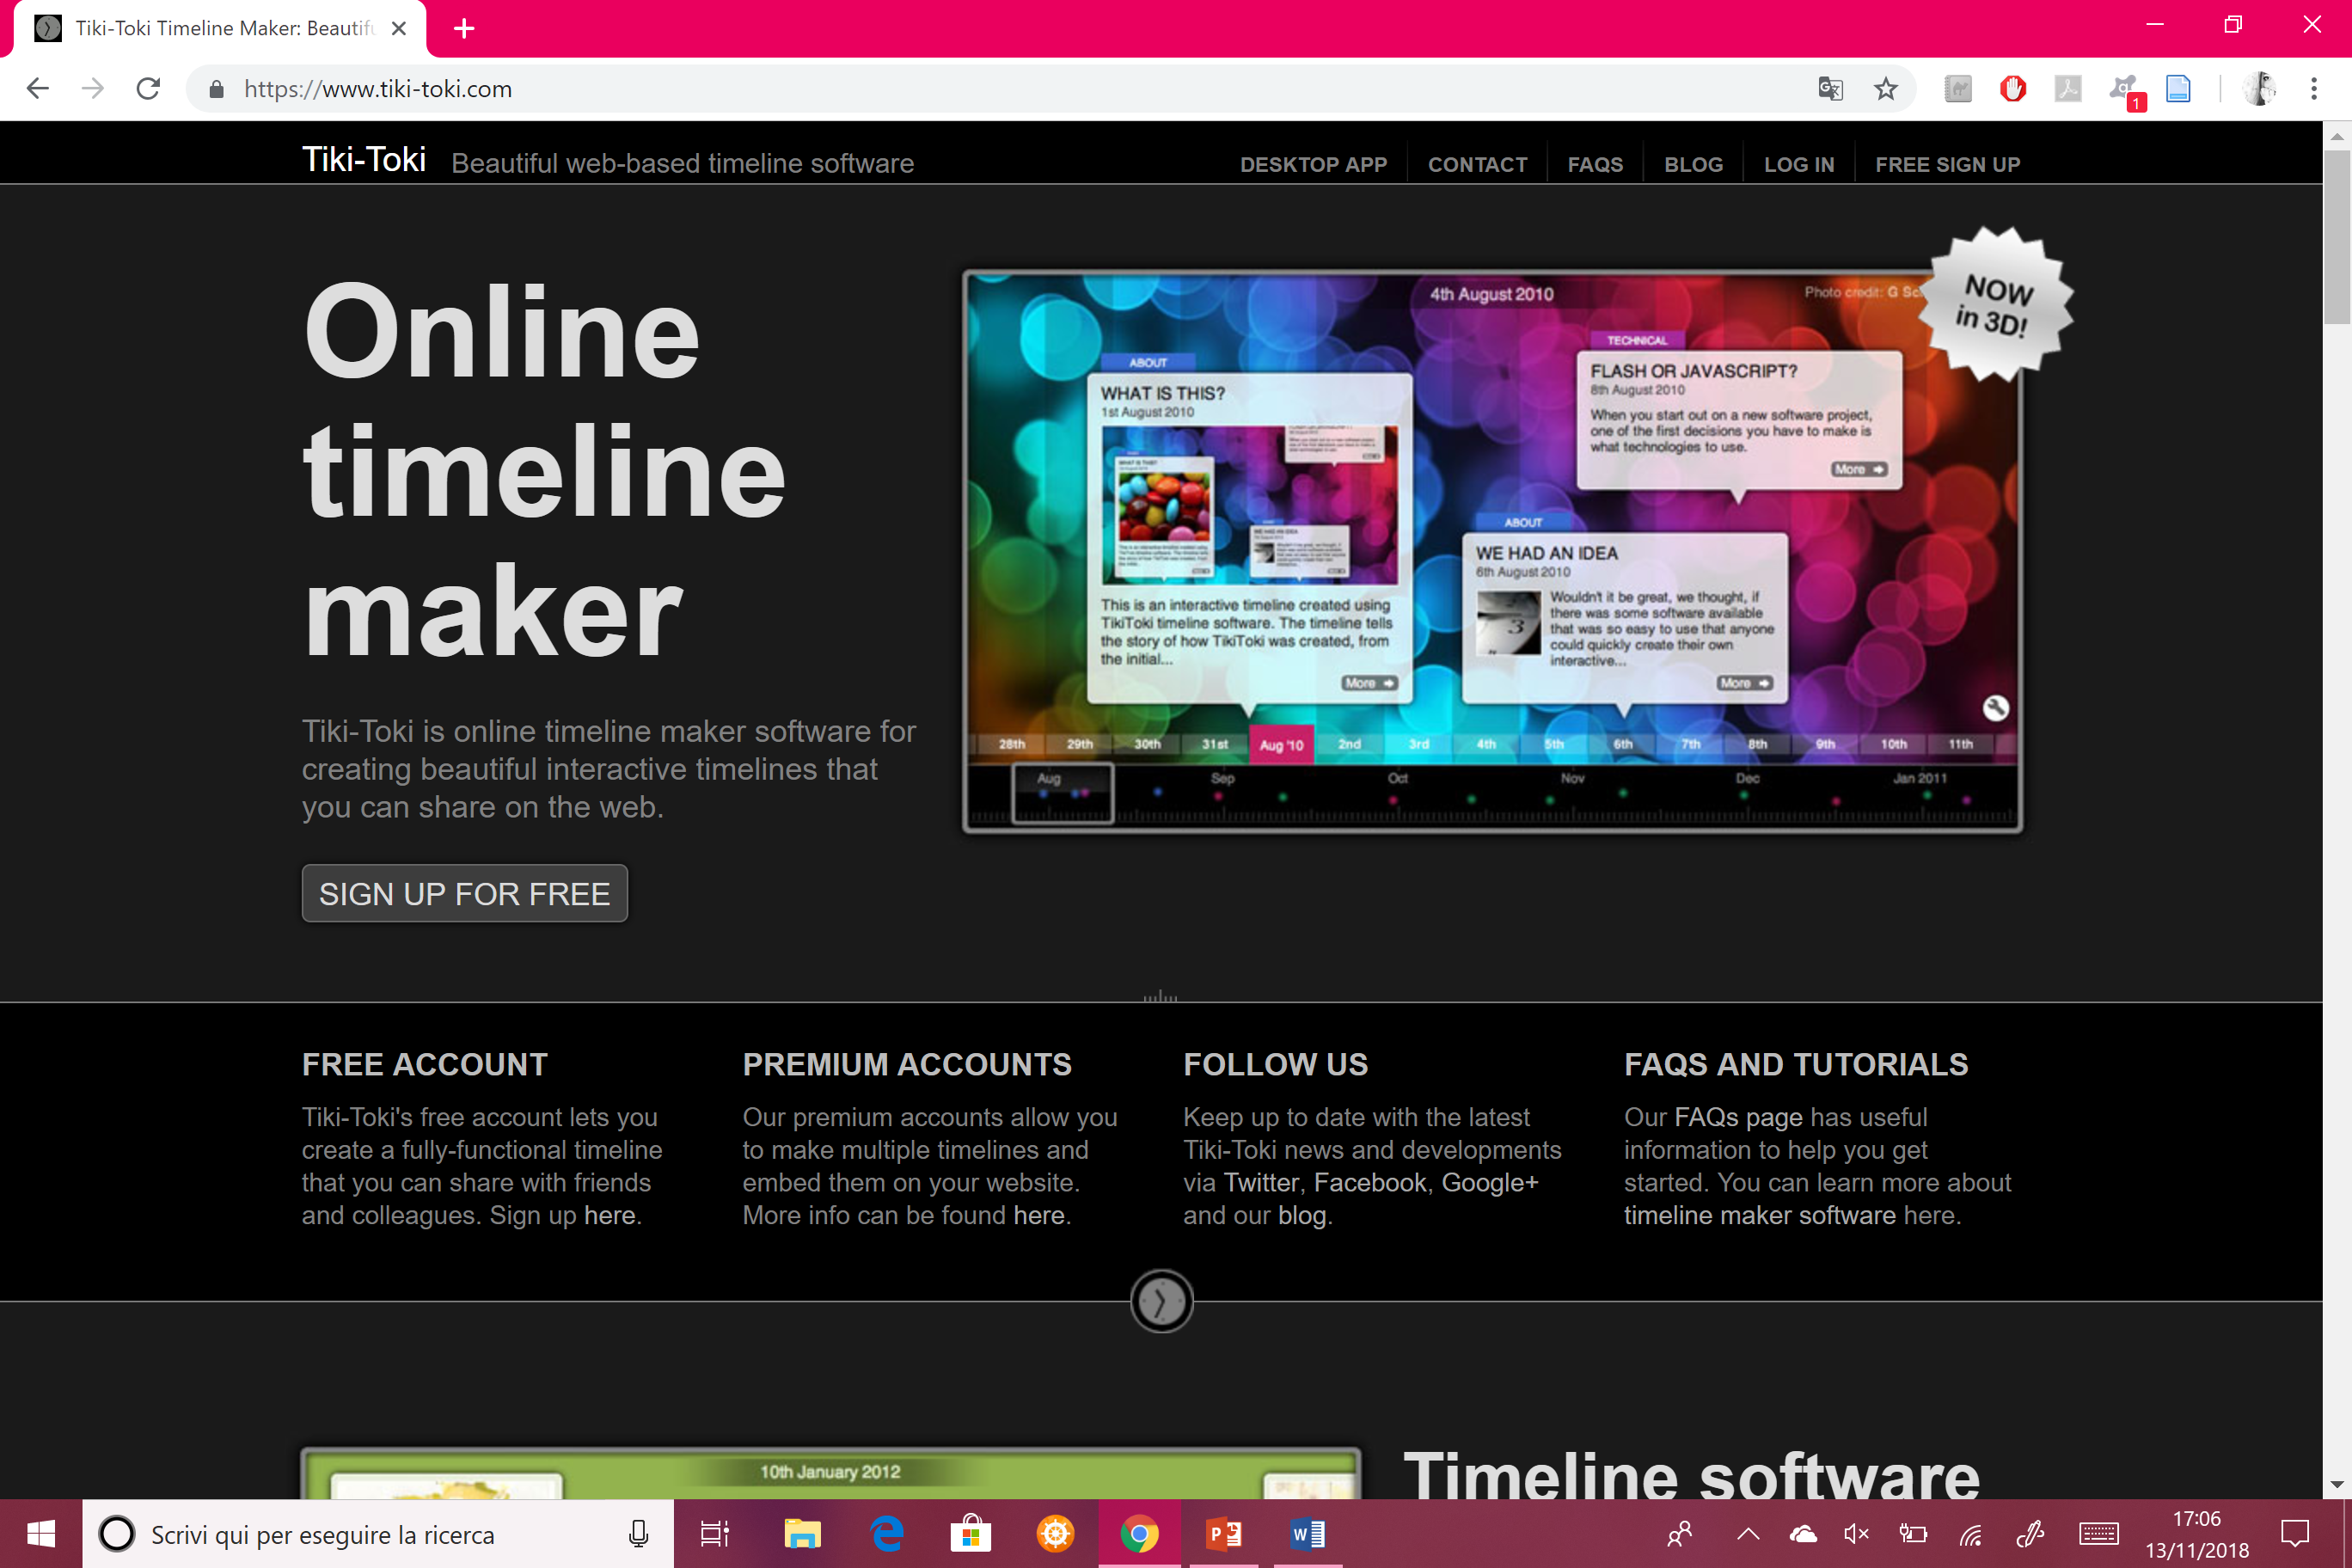 Tiki-Toki Timeline Maker: Beautif
https://www.tiki-toki.com
1
Tiki-Toki Beautiful web-based timeline software
DESKTOP APP CONTACT FAQS BLOG LOG IN FREE SIGN UP
Online
timeline
maker
Tiki-Toki is online timeline maker software for
creating beautiful interactive timelines that
you can share on the web.
SIGN UP FOR FREE
4th August 2010
Photo credit: G
NOW
in 3D!
ABOUT
WHAT IS THIS?
1st August 2010
This is an interactive timeline created using
TikiToki timeline software. The timeline tells
the story of how TikiToki was created, from
the initial...
More
TECHNICAL
FLASH OR JAVASCRIPT?
8th August 2010
When you start out on a new software project,
one of the first decisions you have to make is
what technologies to use.
More
ABOUT
WE HAD AN IDEA
6th August 2010
Wouldn't it be great, we thought, if
there was some software available
that was so easy to use that anyone
could quickly create their own
interactive...
More
28th 29th 30th 31st Aug '10 2nd 3rd 4th 5th 6th 7th 8th 9th 10th 11th
Aug Sep Oct Nov Dec Jan 2011
FREE ACCOUNT
Tiki-Toki's free account lets you
create a fully-functional timeline
that you can share with friends
and colleagues. Sign up here.
PREMIUM ACCOUNTS
Our premium accounts allow you
to make multiple timelines and
embed them on your website.
More info can be found here.
FOLLOW US
Keep up to date with the latest
Tiki-Toki news and developments
via Twitter, Facebook, Google+
and our blog.
FAQS AND TUTORIALS
Our FAQs page has useful
information to help you get
started. You can learn more about
timeline maker software here.
10th January 2012
Timeline software
Scrivi qui per eseguire la ricerca
17:06
13/11/2018